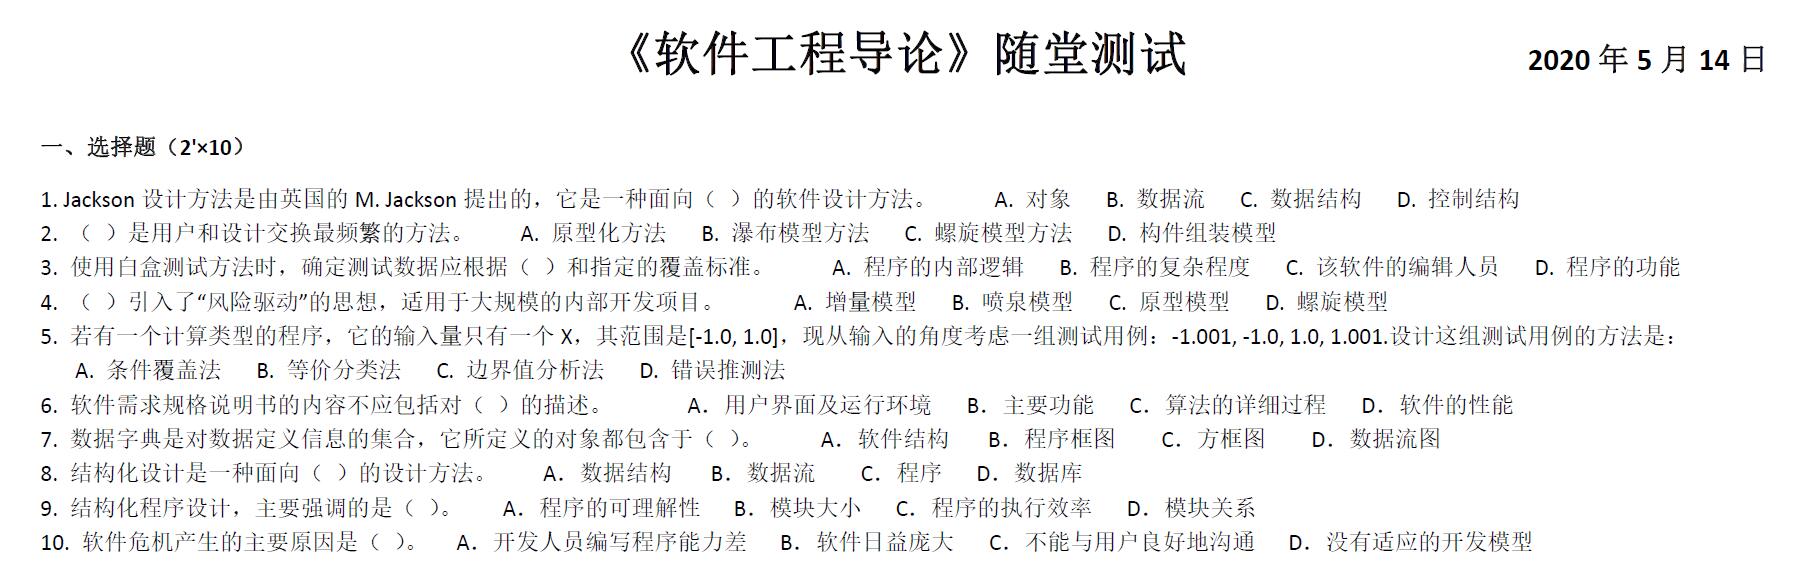 《软件工程导论》随堂测试 2020 年 5 月 14 日
一、选择题（2'×10）
1. Jackson 设计方法是由英国的 M. Jackson 提出的，它是一种面向（ ）的软件设计方法。 A. 对象 B. 数据流 C. 数据结构 D. 控制结构
2. （ ）是用户和设计交换最频繁的方法。 A. 原型化方法 B. 瀑布模型方法 C. 螺旋模型方法 D. 构件组装模型
3. 使用白盒测试方法时，确定测试数据应根据（ ）和指定的覆盖标准。 A. 程序的内部逻辑 B. 程序的复杂程度 C. 该软件的编辑人员 D. 程序的功能
4. （ ）引入了“风险驱动”的思想，适用于大规模的内部开发项目。 A. 增量模型 B. 喷泉模型 C. 原型模型 D. 螺旋模型
5. 若有一个计算类型的程序，它的输入量只有一个 X，其范围是[-1.0, 1.0]，现从输入的角度考虑一组测试用例：-1.001, -1.0, 1.0, 1.001.设计这组测试用例的方法是：
A. 条件覆盖法 B. 等价分类法 C. 边界值分析法 D. 错误推测法
6. 软件需求规格说明书的内容不应包括对（ ）的描述。 A．用户界面及运行环境 B．主要功能 C．算法的详细过程 D．软件的性能
7. 数据字典是对数据定义信息的集合，它所定义的对象都包含于（ ）。 A．软件结构 B．程序框图 C．方框图 D．数据流图
8. 结构化设计是一种面向（ ）的设计方法。 A．数据结构 B．数据流 C．程序 D．数据库
9. 结构化程序设计，主要强调的是（ ）。 A．程序的可理解性 B．模块大小 C．程序的执行效率 D．模块关系
10. 软件危机产生的主要原因是（ ）。 A．开发人员编写程序能力差 B．软件日益庞大 C．不能与用户良好地沟通 D．没有适应的开发模型